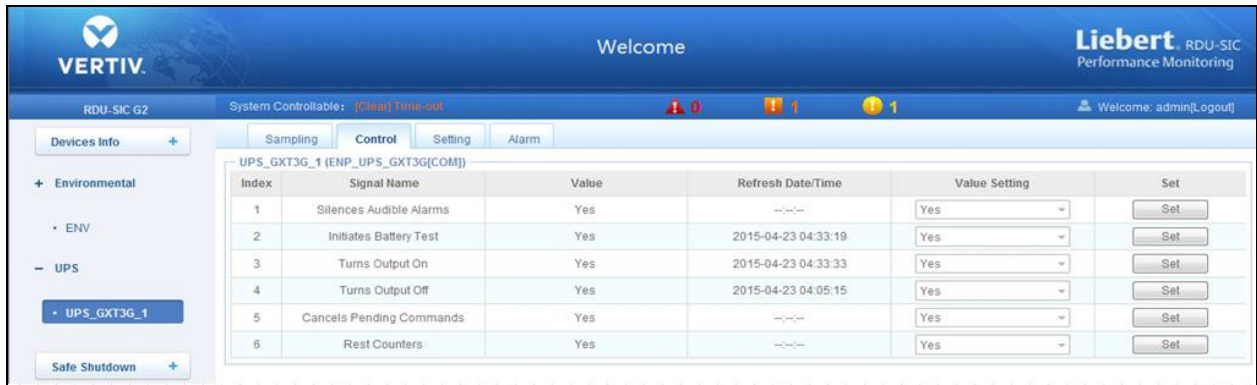 VERTIV.
Welcome
Liebert. RDU-SIC
Performance Monitoring
RDU-SIC G2
System Controllable: [Clear] Time-out
0 1 1
Welcome: admin[Logout]
Devices Info +
+ Environmental
• ENV
− UPS
• UPS_GXT3G_1
Safe Shutdown +
Sampling Control Setting Alarm
UPS_GXT3G_1 (ENP_UPS_GXT3G[COM])
Index Signal Name Value Refresh Date/Time Value Setting Set
1 Silences Audible Alarms Yes --:--:-- Yes Set
2 Initiates Battery Test Yes 2015-04-23 04:33:19 Yes Set
3 Turns Output On Yes 2015-04-23 04:33:33 Yes Set
4 Turns Output Off Yes 2015-04-23 04:05:15 Yes Set
5 Cancels Pending Commands Yes --:--:-- Yes Set
6 Rest Counters Yes --:--:-- Yes Set